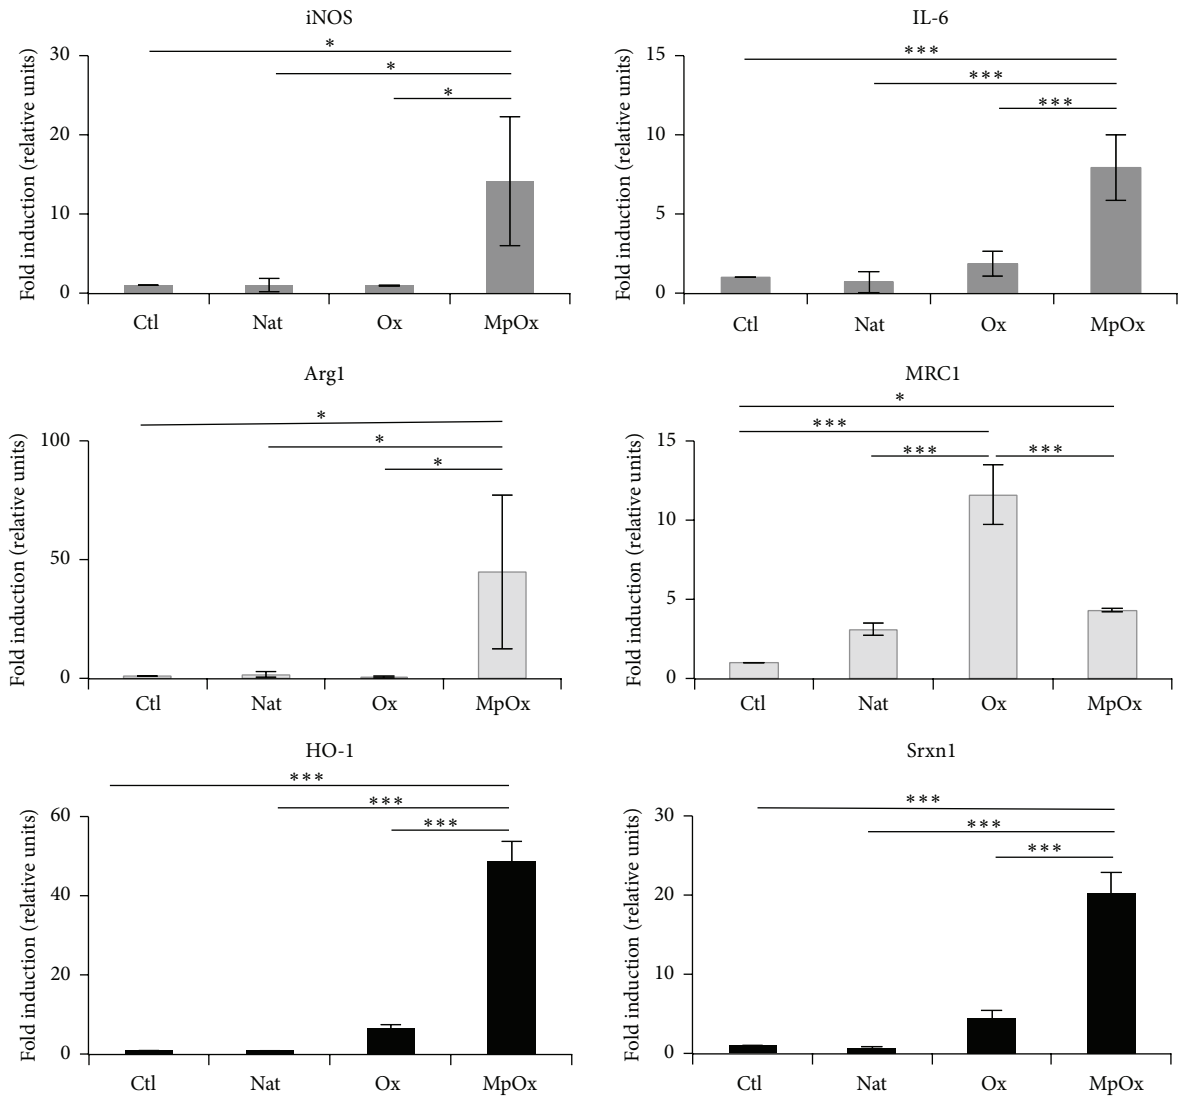 iNOS
Fold induction (relative units)
30
20
10
0
*
*
*
Ctl Nat Ox MpOx
IL-6
Fold induction (relative units)
15
10
5
0
***
***
***
Ctl Nat Ox MpOx
Arg1
Fold induction (relative units)
100
50
0
*
*
*
Ctl Nat Ox MpOx
MRC1
Fold induction (relative units)
15
10
5
0
*
***
*** ***
Ctl Nat Ox MpOx
HO-1
Fold induction (relative units)
60
40
20
0
***
***
***
Ctl Nat Ox MpOx
Srxn1
Fold induction (relative units)
30
20
10
0
***
***
***
Ctl Nat Ox MpOx